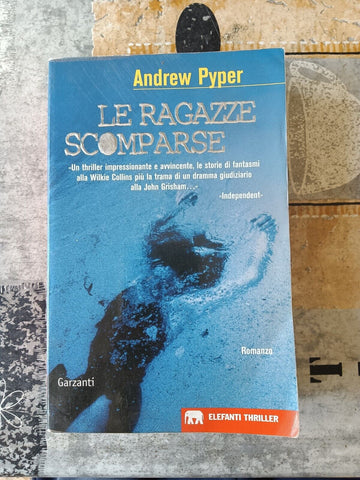 Andrew Pyper
LE RAGAZZE
SCOMPARSE
-Un thriller impressionante e avvincente, le storie di fantasmi
alla Wilkie Collins più la trama di un dramma giudiziario
alla John Grisham...-
-Independent-
Romanzo
Garzanti
ELEFANTI THRILLER
T